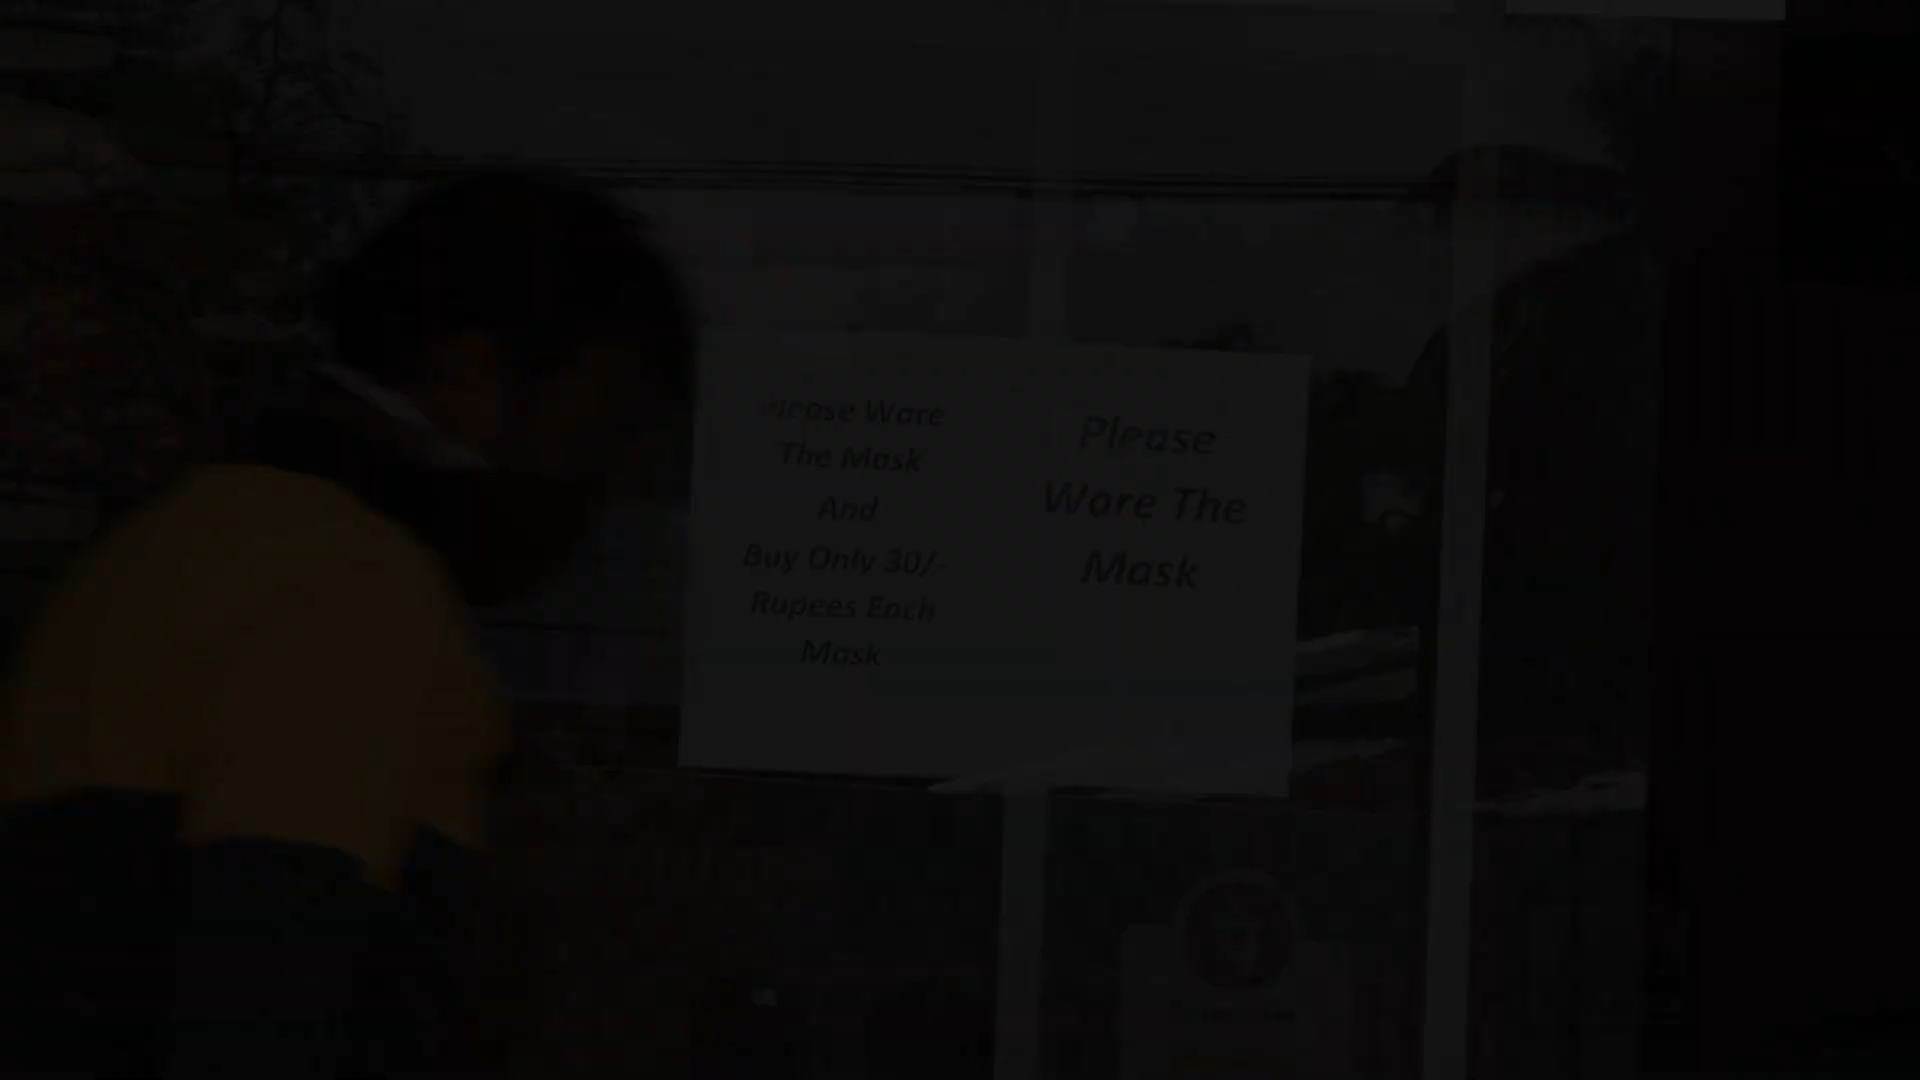 Please Ware
The Mask
And
Buy Only 30/-
Rupees Each
Mask
Please
Ware The
Mask